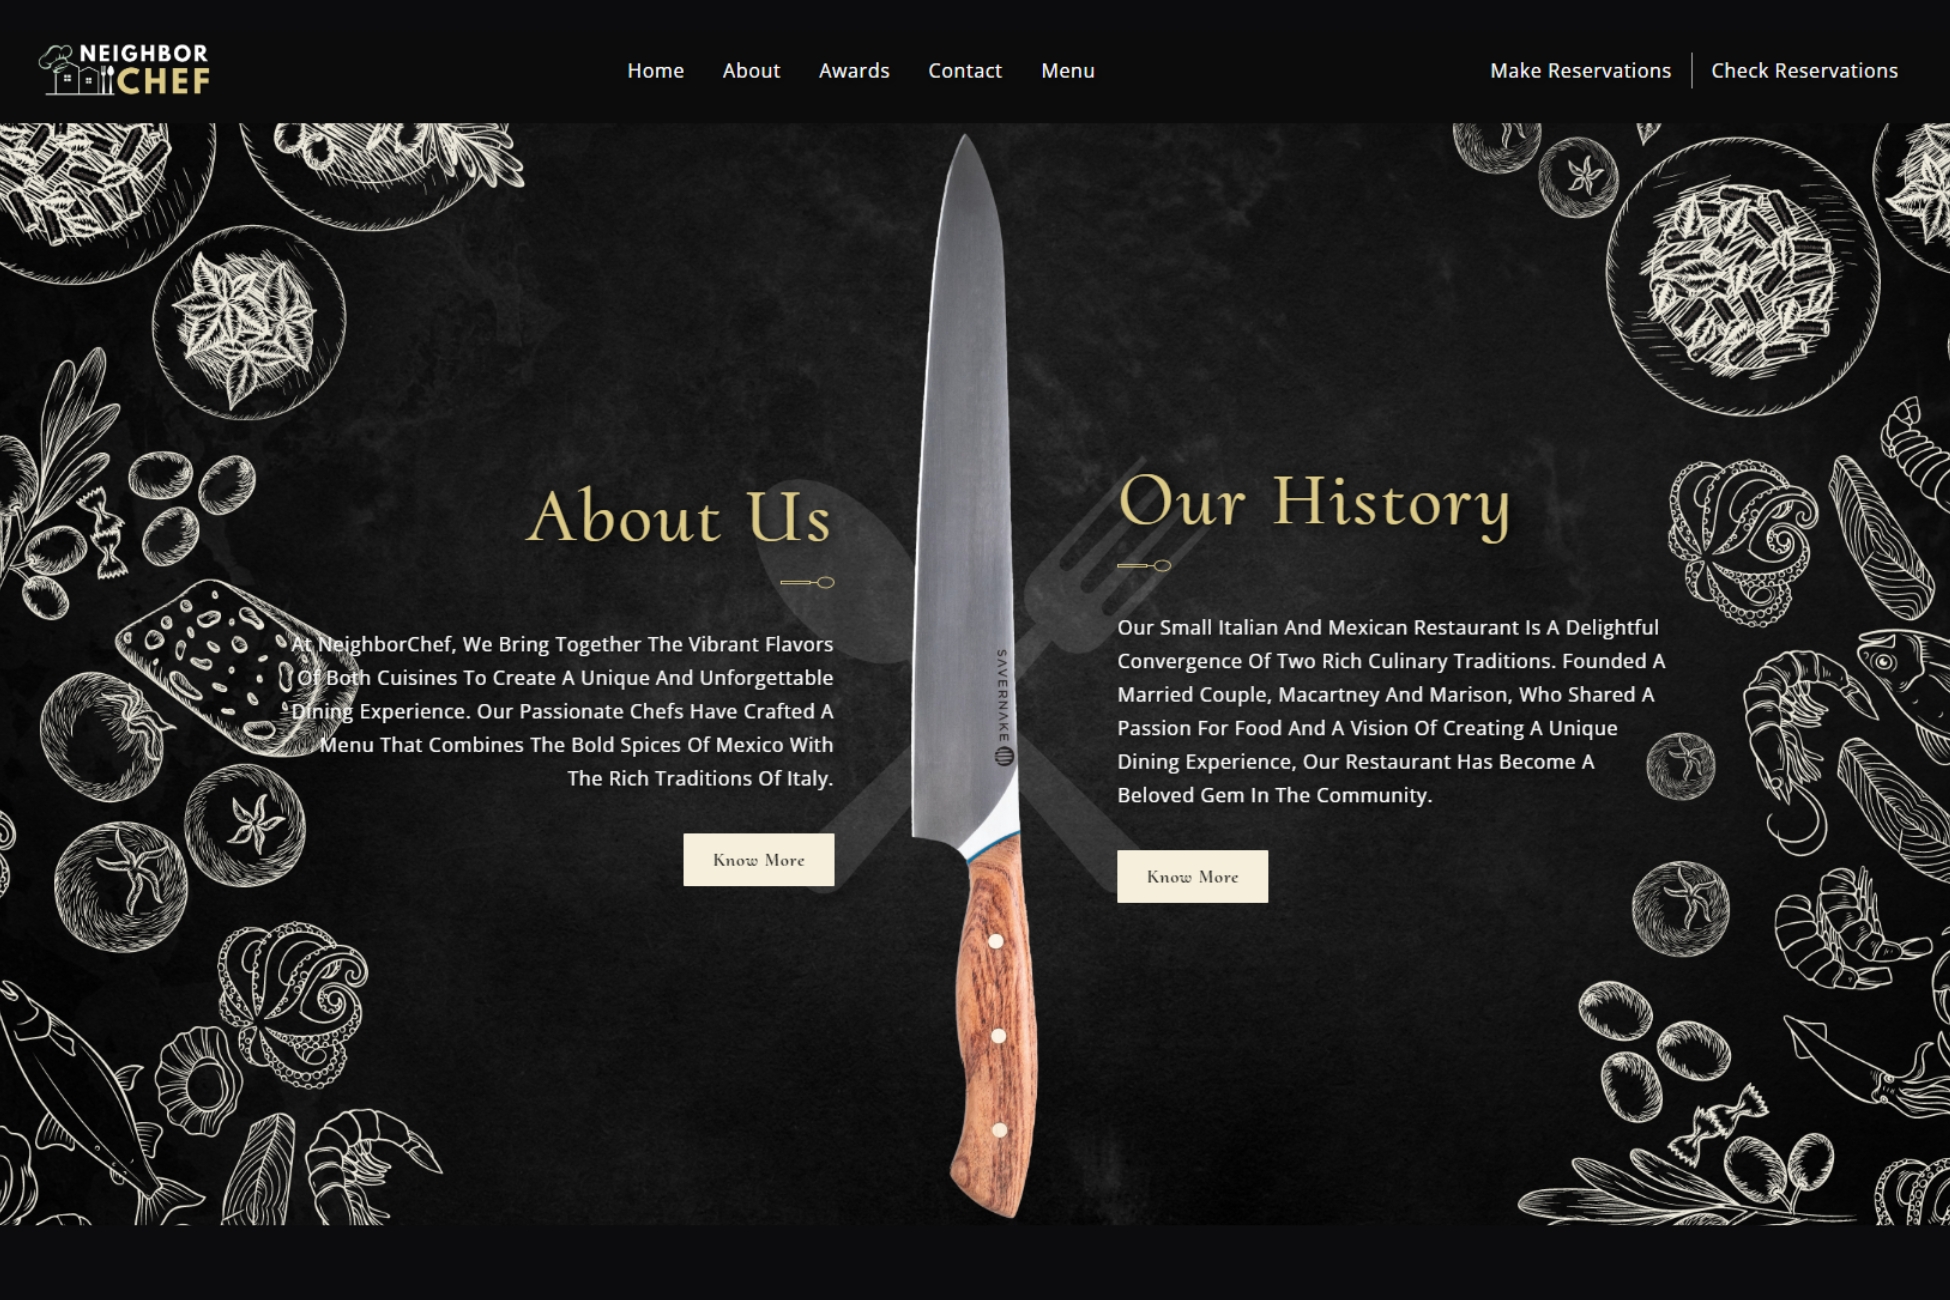 NEIGHBOR
CHEF
Home
About
Awards
Contact
Menu
Make Reservations
Check Reservations
About Us
At NeighborChef, We Bring Together The Vibrant Flavors
Of Both Cuisines To Create A Unique And Unforgettable
Dining Experience. Our Passionate Chefs Have Crafted A
Menu That Combines The Bold Spices Of Mexico With
The Rich Traditions Of Italy.
Know More
SAVERNAKE
Our History
Our Small Italian And Mexican Restaurant Is A Delightful
Convergence Of Two Rich Culinary Traditions. Founded A
Married Couple, Macartney And Marison, Who Shared A
Passion For Food And A Vision Of Creating A Unique
Dining Experience, Our Restaurant Has Become A
Beloved Gem In The Community.
Know More